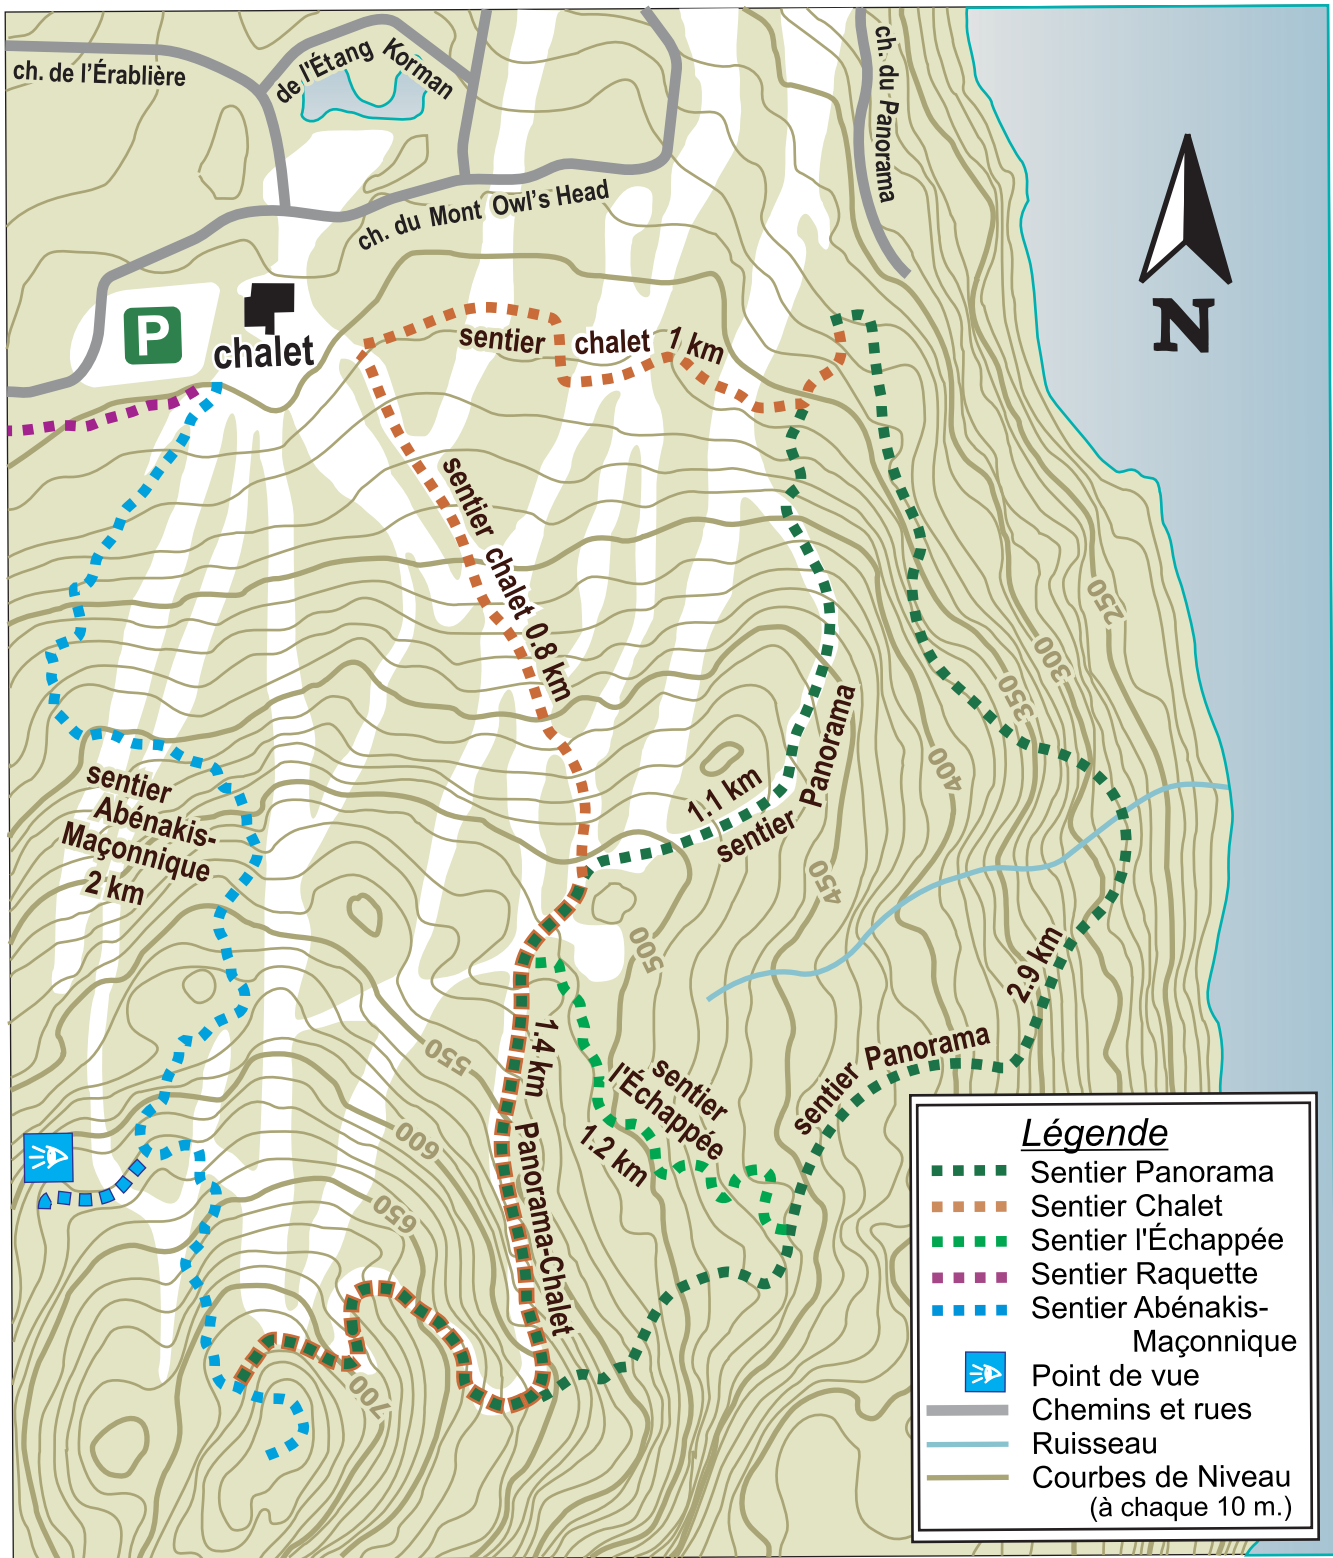 ch. de l'Érablière
de l'Étang Korman
ch. du Panorama
ch. du Mont Owl's Head
P
chalet
N
sentier chalet 1 km
sentier chalet 0.8 km
250
300
350
400
450
500
550
600
650
700
sentier
Abénakis-
Maçonnique
2 km
1.1 km
sentier Panorama
2.9 km
sentier Panorama
1.4 km Panorama-Chalet
sentier
l'Échappée
1.2 km
Légende
Sentier Panorama
Sentier Chalet
Sentier l'Échappée
Sentier Raquette
Sentier Abénakis-
Maçonnique
Point de vue
Chemins et rues
Ruisseau
Courbes de Niveau
(à chaque 10 m.)